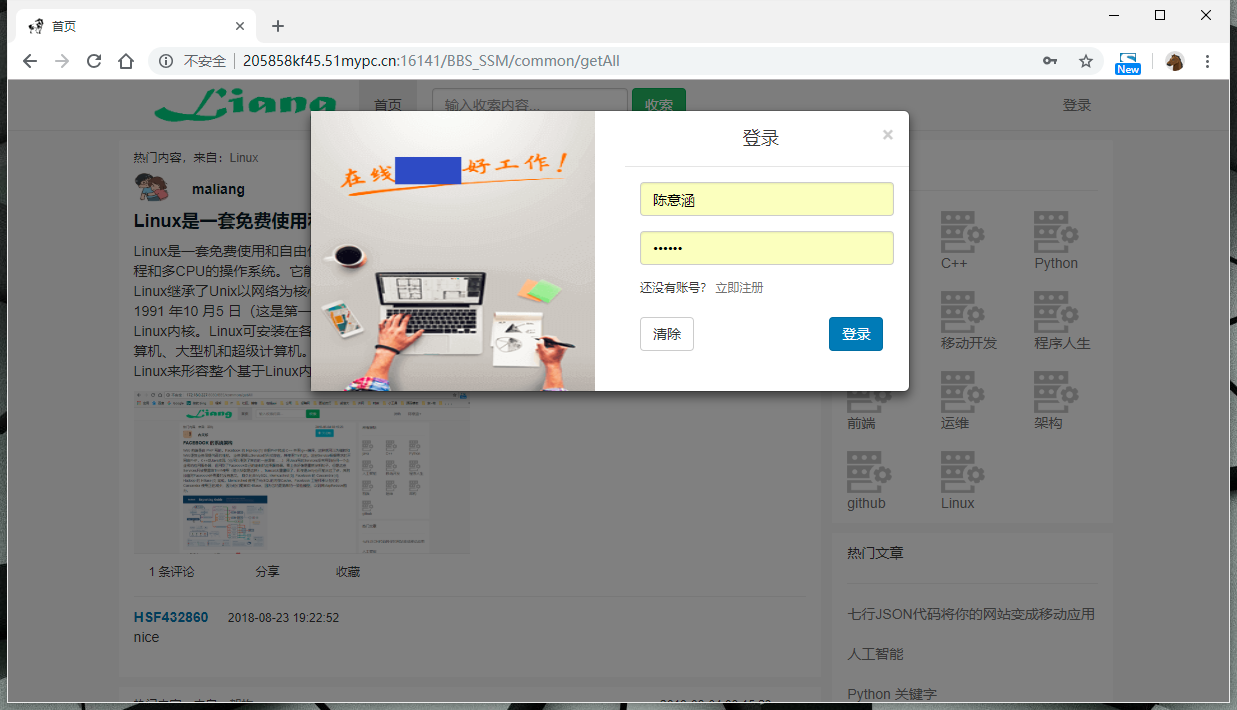 首页
不安全 205858kf45.51mypc.cn:16141/BBS_SSM/common/getAll
New
Liang 首页 输入收索内容... 收索 登录
热门内容，来自：Linux
maliang
Linux是一套免费使用
Linux是一套免费使用和自由
程和多CPU的操作系统。它
Linux继承了Unix以网络为核
1991 年10 月5 日（这是第一
Linux内核。Linux可安装在各
算机、大型机和超级计算机。
Linux来形容整个基于Linux内
在线 好工作！
登录 ×
陈意涵
••••••
还没有账号？ 立即注册
清除 登录
C++ Python
移动开发 程序人生
前端 运维 架构
github Linux
FACEBOOK 的系统架构
1 条评论 分享 收藏
HSF432860 2018-08-23 19:22:52
nice
热门文章
七行JSON代码将你的网站变成移动应用
人工智能
Python 关键字